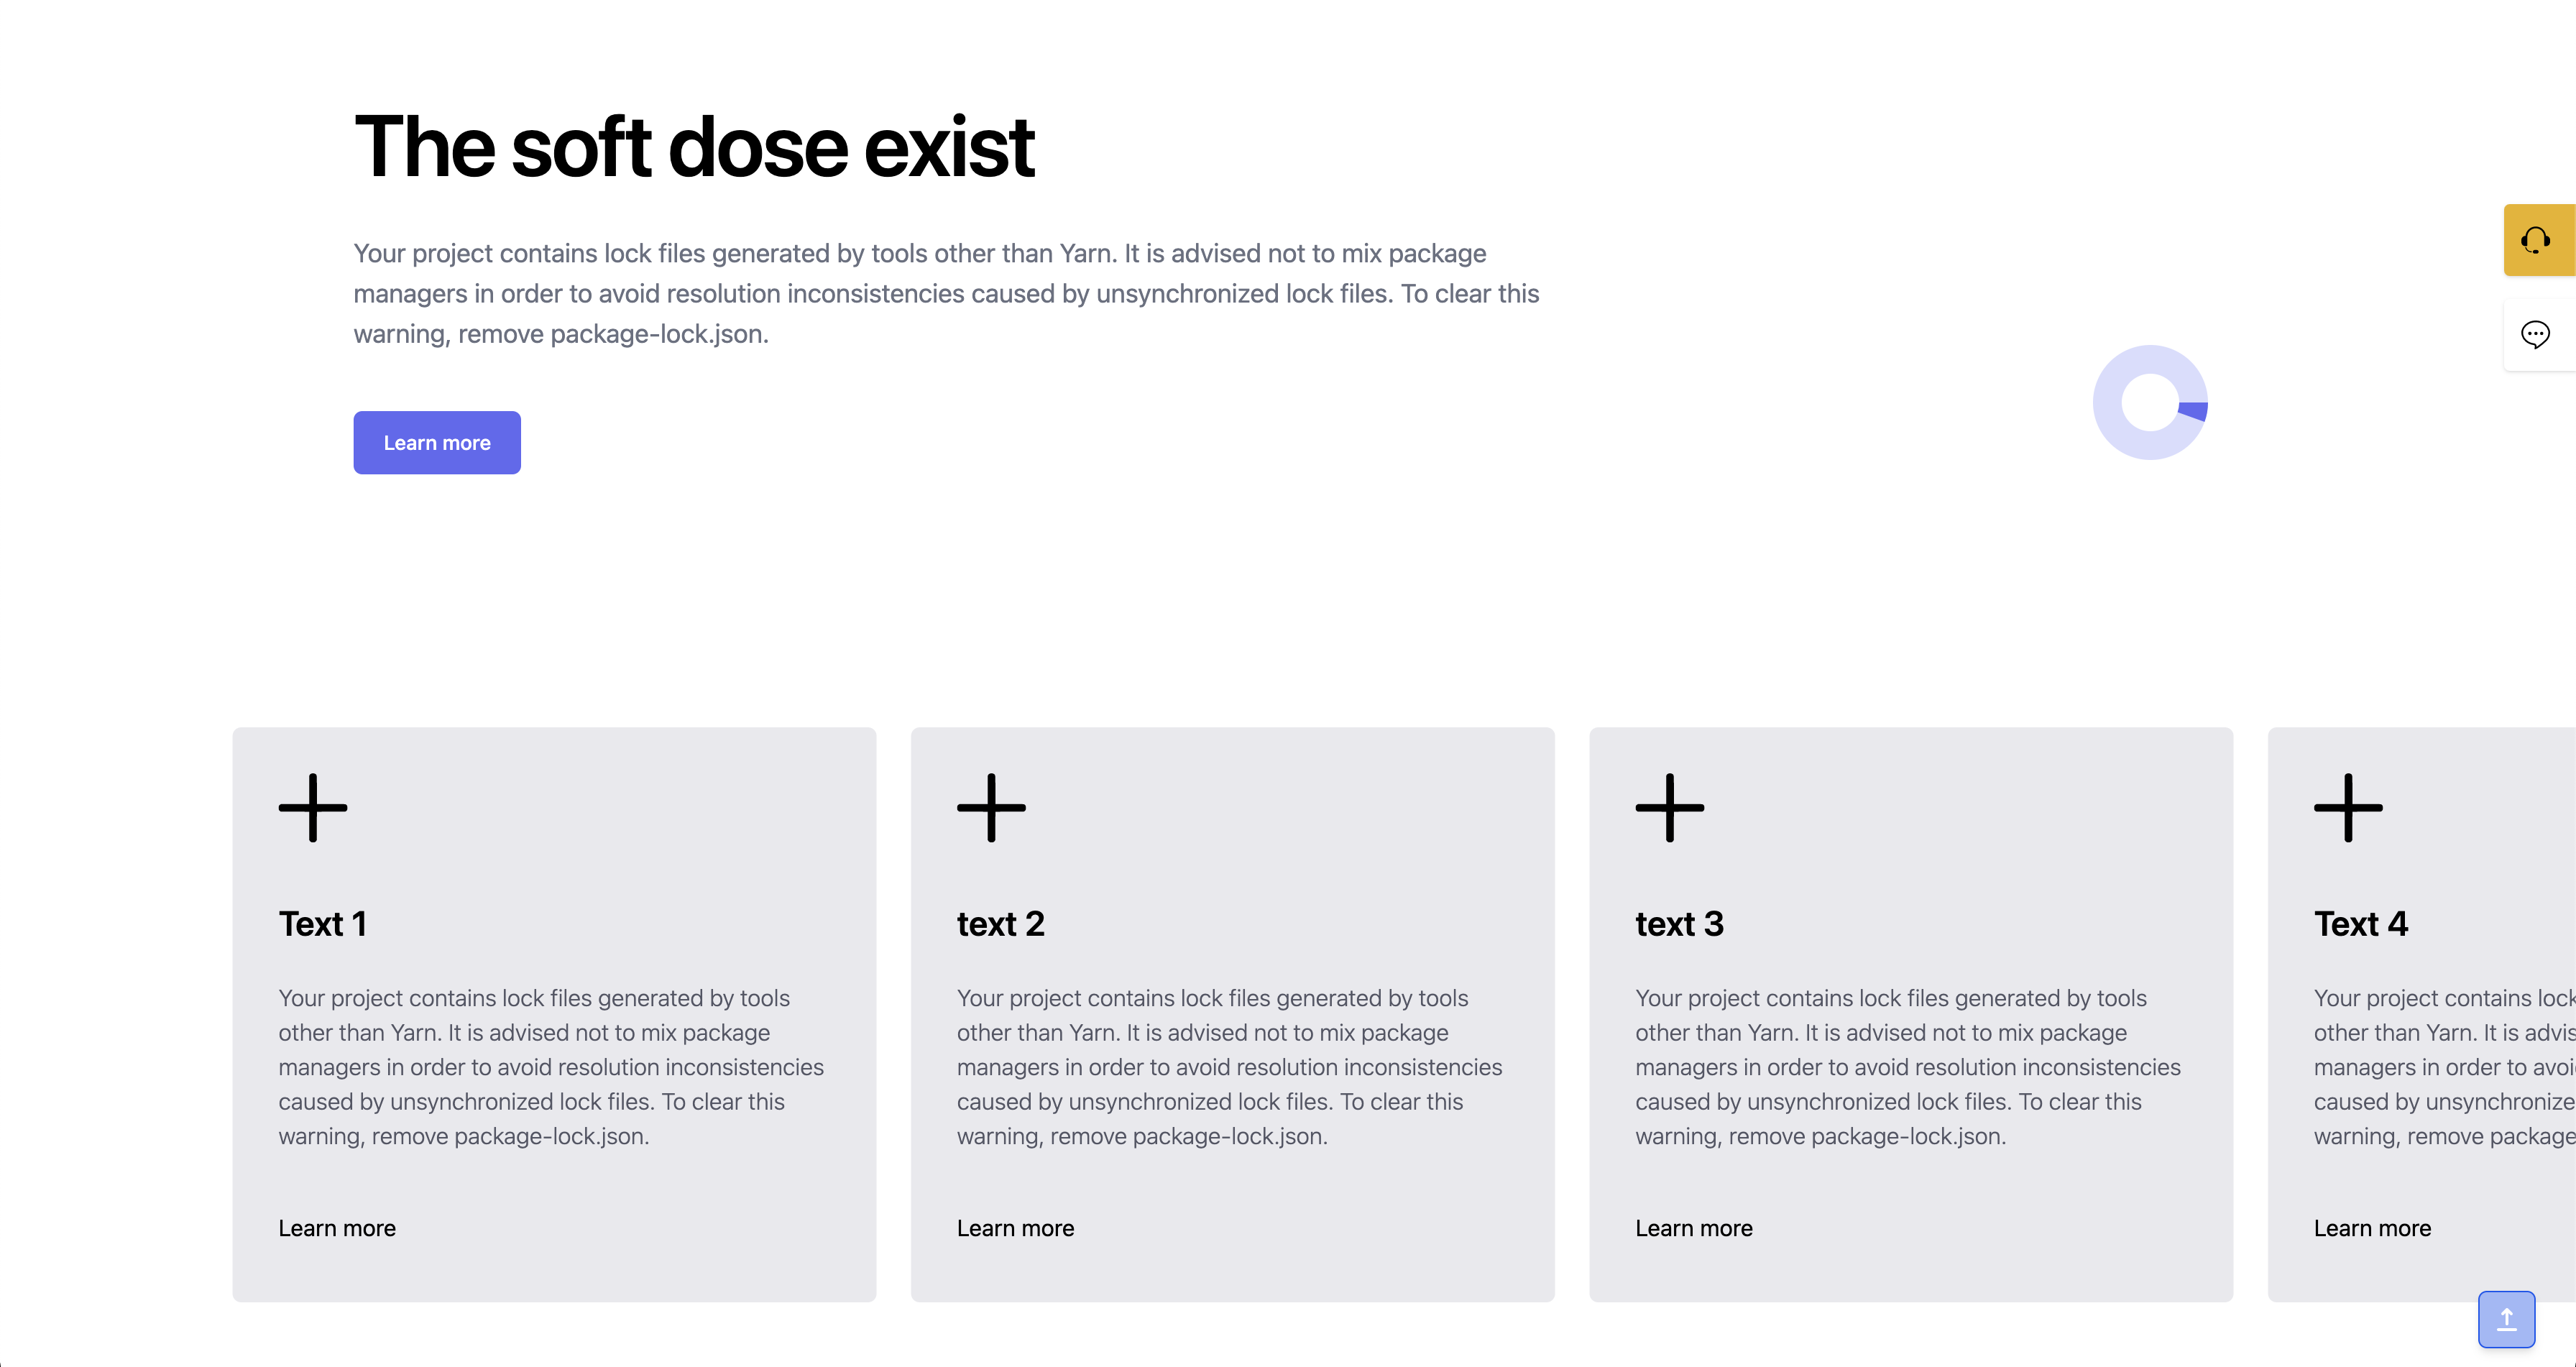 The soft dose exist
Your project contains lock files generated by tools other than Yarn. It is advised not to mix package
managers in order to avoid resolution inconsistencies caused by unsynchronized lock files. To clear this
warning, remove package-lock.json.
Learn more
Text 1
Your project contains lock files generated by tools
other than Yarn. It is advised not to mix package
managers in order to avoid resolution inconsistencies
caused by unsynchronized lock files. To clear this
warning, remove package-lock.json.
Learn more
text 2
Your project contains lock files generated by tools
other than Yarn. It is advised not to mix package
managers in order to avoid resolution inconsistencies
caused by unsynchronized lock files. To clear this
warning, remove package-lock.json.
Learn more
text 3
Your project contains lock files generated by tools
other than Yarn. It is advised not to mix package
managers in order to avoid resolution inconsistencies
caused by unsynchronized lock files. To clear this
warning, remove package-lock.json.
Learn more
Text 4
Your project contains lock
other than Yarn. It is
managers in order to
caused by
warning, remove
Learn more